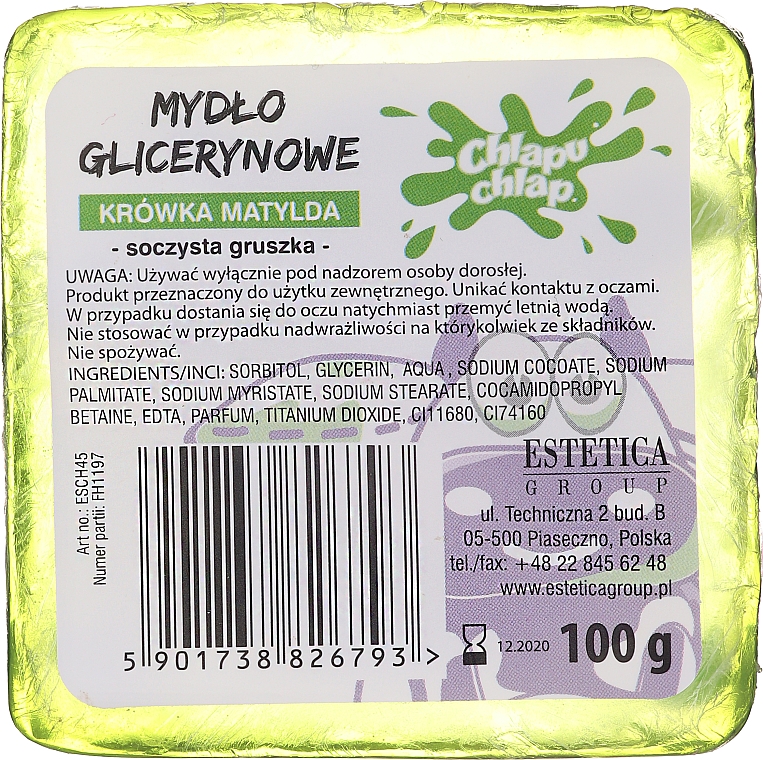 MYDŁO
GLICERYNOWE
KRÓWKA MATYLDA
- soczysta gruszka -
Chlapu
chlap.
UWAGA: Używać wyłącznie pod nadzorem osoby dorosłej.
Produkt przeznaczony do użytku zewnętrznego. Unikać kontaktu z oczami.
W przypadku dostania się do oczu natychmiast przemyć letnią wodą.
Nie stosować w przypadku nadwrażliwości na którykolwiek ze składników.
Nie spożywać.
INGREDIENTS/INCI: SORBITOL, GLYCERIN, AQUA , SODIUM COCOATE, SODIUM
PALMITATE, SODIUM MYRISTATE, SODIUM STEARATE, COCAMIDOPROPYL
BETAINE, EDTA, PARFUM, TITANIUM DIOXIDE, CI11680, CI74160
Art no.: ESCH45
Numer partii: FH1197
5 901738 826793 >
ESTETICA
GROUP
ul. Techniczna 2 bud. B
05-500 Piaseczno, Polska
tel./fax: +48 22 845 62 48
www.esteticagroup.pl
12.2020 100 g